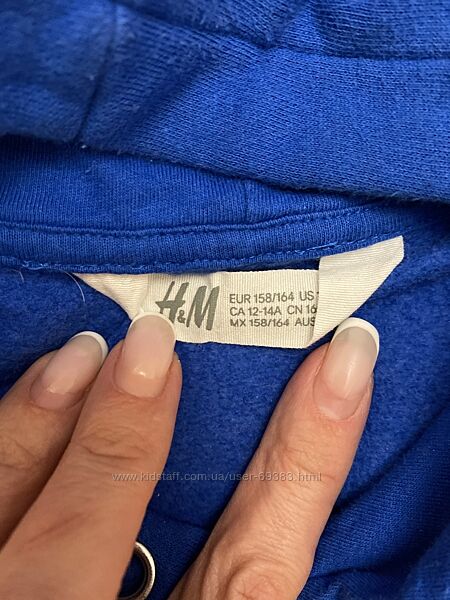 H&M
EUR 158/164 US
CA 12-14A CN 16
MX 158/164 AUS
www.kidstaff.com.ua/user-69383.html